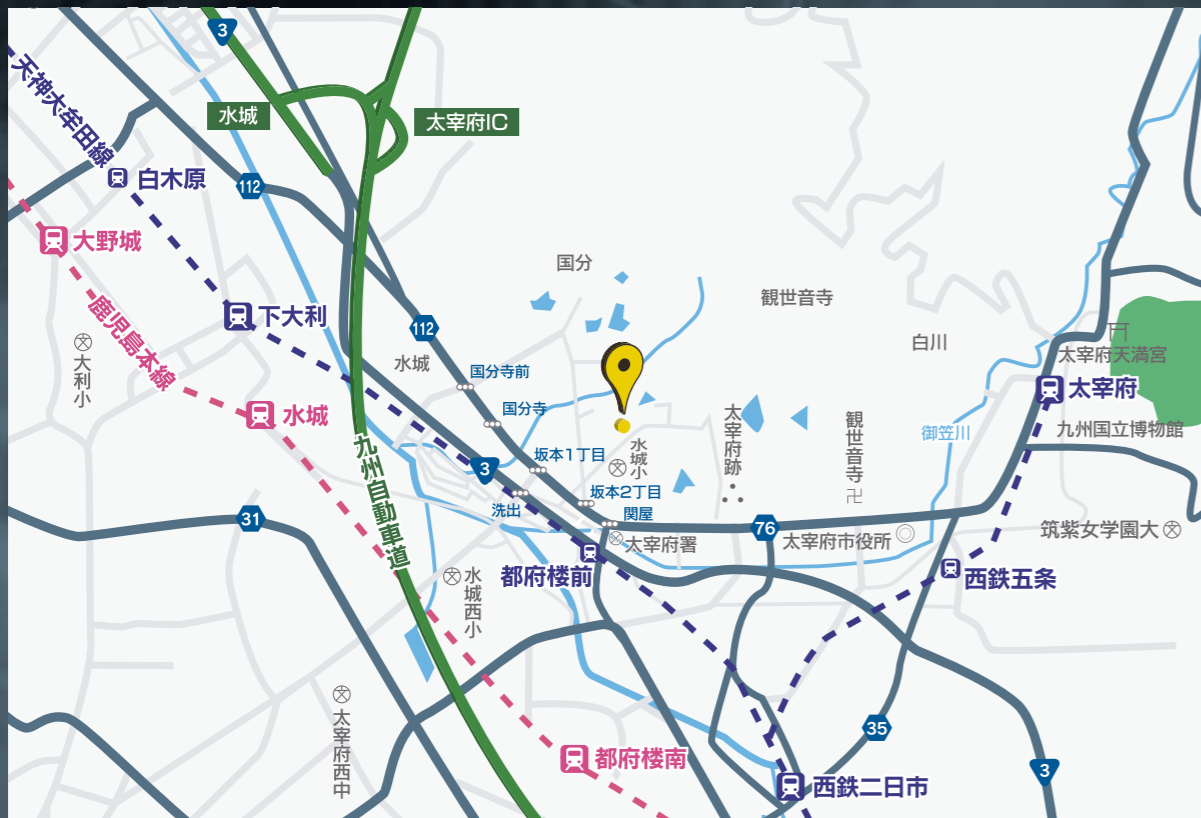 3
天神大牟田線
水城
太宰府IC
白木原
112
大野城
国分
観世音寺
鹿児島本線
下大利
112
白川
太宰府天満宮
大利小
文
水城
国分寺前
太宰府
水城
国分寺
太宰府跡
観世音寺
御笠川
九州国立博物館
九州自動車道
坂本1丁目
水城小
文
3
坂本2丁目
洗出
関屋
31
76
太宰府市役所
筑紫女学園大
文
太宰府署
都府楼前
文
水城西小
西鉄五条
文
太宰府西中
35
都府楼南
3
西鉄二日市